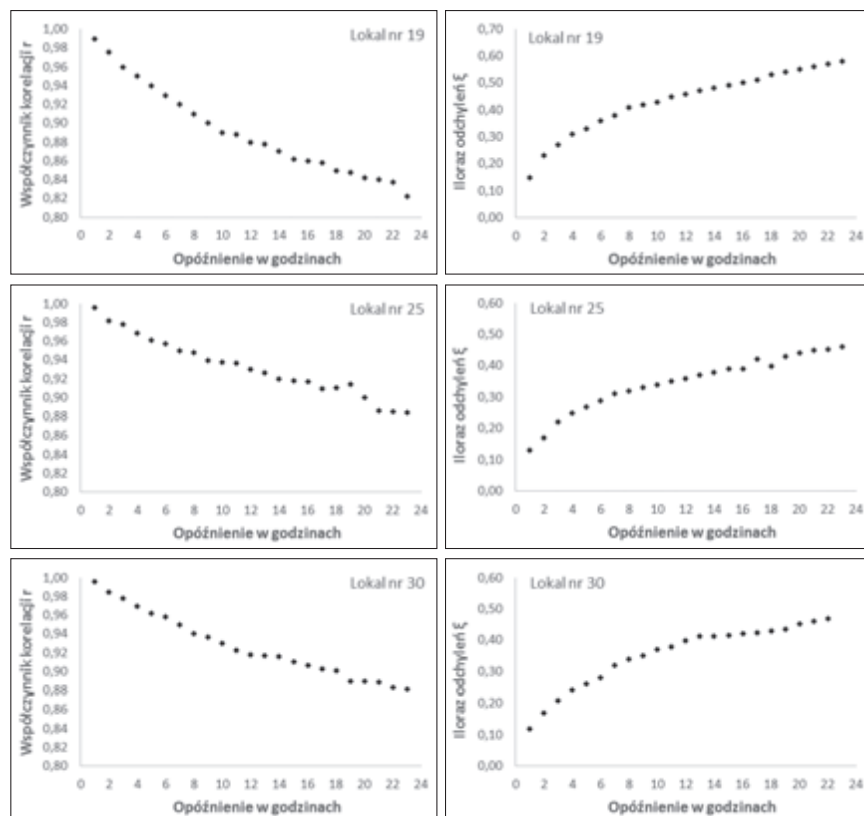 Lokal nr 19
Współczynnik korelacji r
1,00
0,98
0,96
0,94
0,92
0,90
0,88
0,86
0,84
0,82
0,80
0 2 4 6 8 10 12 14 16 18 20 22 24
Opóźnienie w godzinach
Lokal nr 19
Iloraz odchyleń ξ
0,70
0,60
0,50
0,40
0,30
0,20
0,10
0,00
0 2 4 6 8 10 12 14 16 18 20 22 24
Opóźnienie w godzinach
Lokal nr 25
Współczynnik korelacji r
1,00
0,98
0,96
0,94
0,92
0,90
0,88
0,86
0,84
0,82
0,80
0 2 4 6 8 10 12 14 16 18 20 22 24
Opóźnienie w godzinach
Lokal nr 25
Iloraz odchyleń ξ
0,60
0,50
0,40
0,30
0,20
0,10
0,00
0 2 4 6 8 10 12 14 16 18 20 22 24
Opóźnienie w godzinach
Lokal nr 30
Współczynnik korelacji r
1,00
0,98
0,96
0,94
0,92
0,90
0,88
0,86
0,84
0,82
0,80
0 2 4 6 8 10 12 14 16 18 20 22 24
Opóźnienie w godzinach
Lokal nr 30
Iloraz odchyleń ξ
0,60
0,50
0,40
0,30
0,20
0,10
0,00
0 2 4 6 8 10 12 14 16 18 20 22 24
Opóźnienie w godzinach